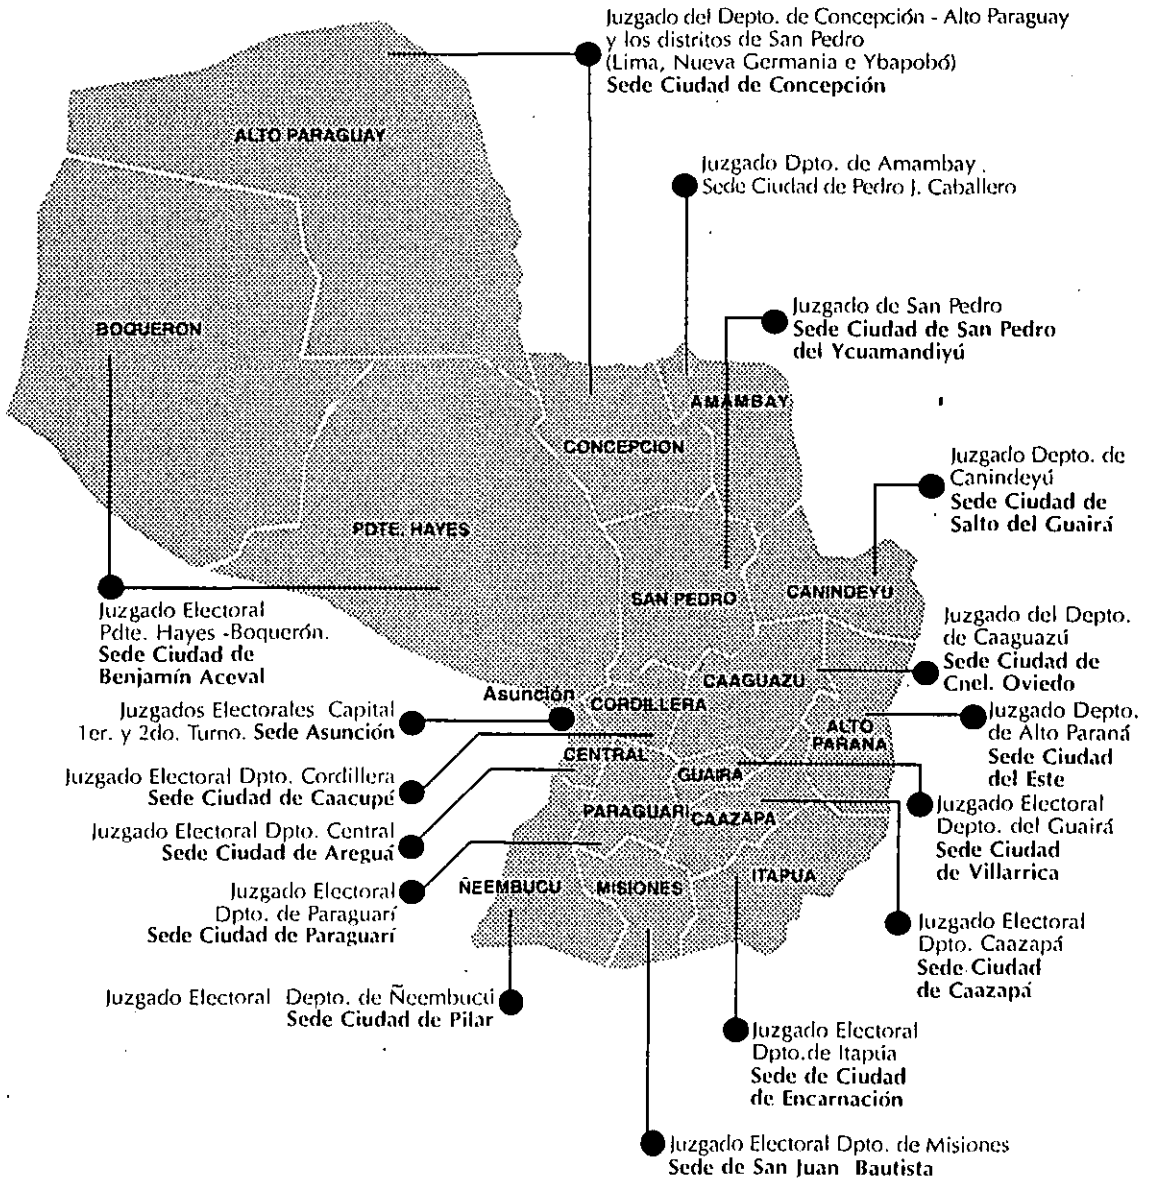 Juzgado del Depto. de Concepción - Alto Paraguay
y los distritos de San Pedro
(Lima, Nueva Germania e Ybapobó)
Sede Ciudad de Concepción
ALTO PARAGUAY
Juzgado Dpto. de Amambay
Sede Ciudad de Pedro J. Caballero
Juzgado de San Pedro
Sede Ciudad de San Pedro
del Ycuamandiyú
BOQUERON
AMAMBAY
CONCEPCION
Juzgado Depto. de
Canindeyú
Sede Ciudad de
Salto del Guairá
PDTE. HAYES
SAN PEDRO
CANINDEYU
Juzgado Electoral
Pdte. Hayes -Boquerón.
Sede Ciudad de
Benjamín Aceval
Juzgado del Depto.
de Caaguazú
Sede Ciudad de
Cnel. Oviedo
CAAGUAZU
Asunción
CORDILLERA
Juzgados Electorales Capital
1er. y 2do. Turno. Sede Asunción
ALTO
PARANA
Juzgado Depto.
de Alto Paraná
Sede Ciudad
del Este
CENTRAL
GUAIRA
Juzgado Electoral Dpto. Cordillera
Sede Ciudad de Caacupé
PARAGUARI
CAAZAPA
Juzgado Electoral
Depto. del Guairá
Sede Ciudad
de Villarrica
Juzgado Electoral Dpto. Central
Sede Ciudad de Areguá
ÑEEMBUCU
MISIONES
ITAPUA
Juzgado Electoral
Dpto. de Paraguarí
Sede Ciudad de Paraguarí
Juzgado Electoral
Dpto. Caazapá
Sede Ciudad
de Caazapá
Juzgado Electoral Depto. de Ñeembucú
Sede Ciudad de Pilar
Juzgado Electoral
Dpto.de Itapúa
Sede de Ciudad
de Encarnación
Juzgado Electoral Dpto. de Misiones
Sede de San Juan Bautista